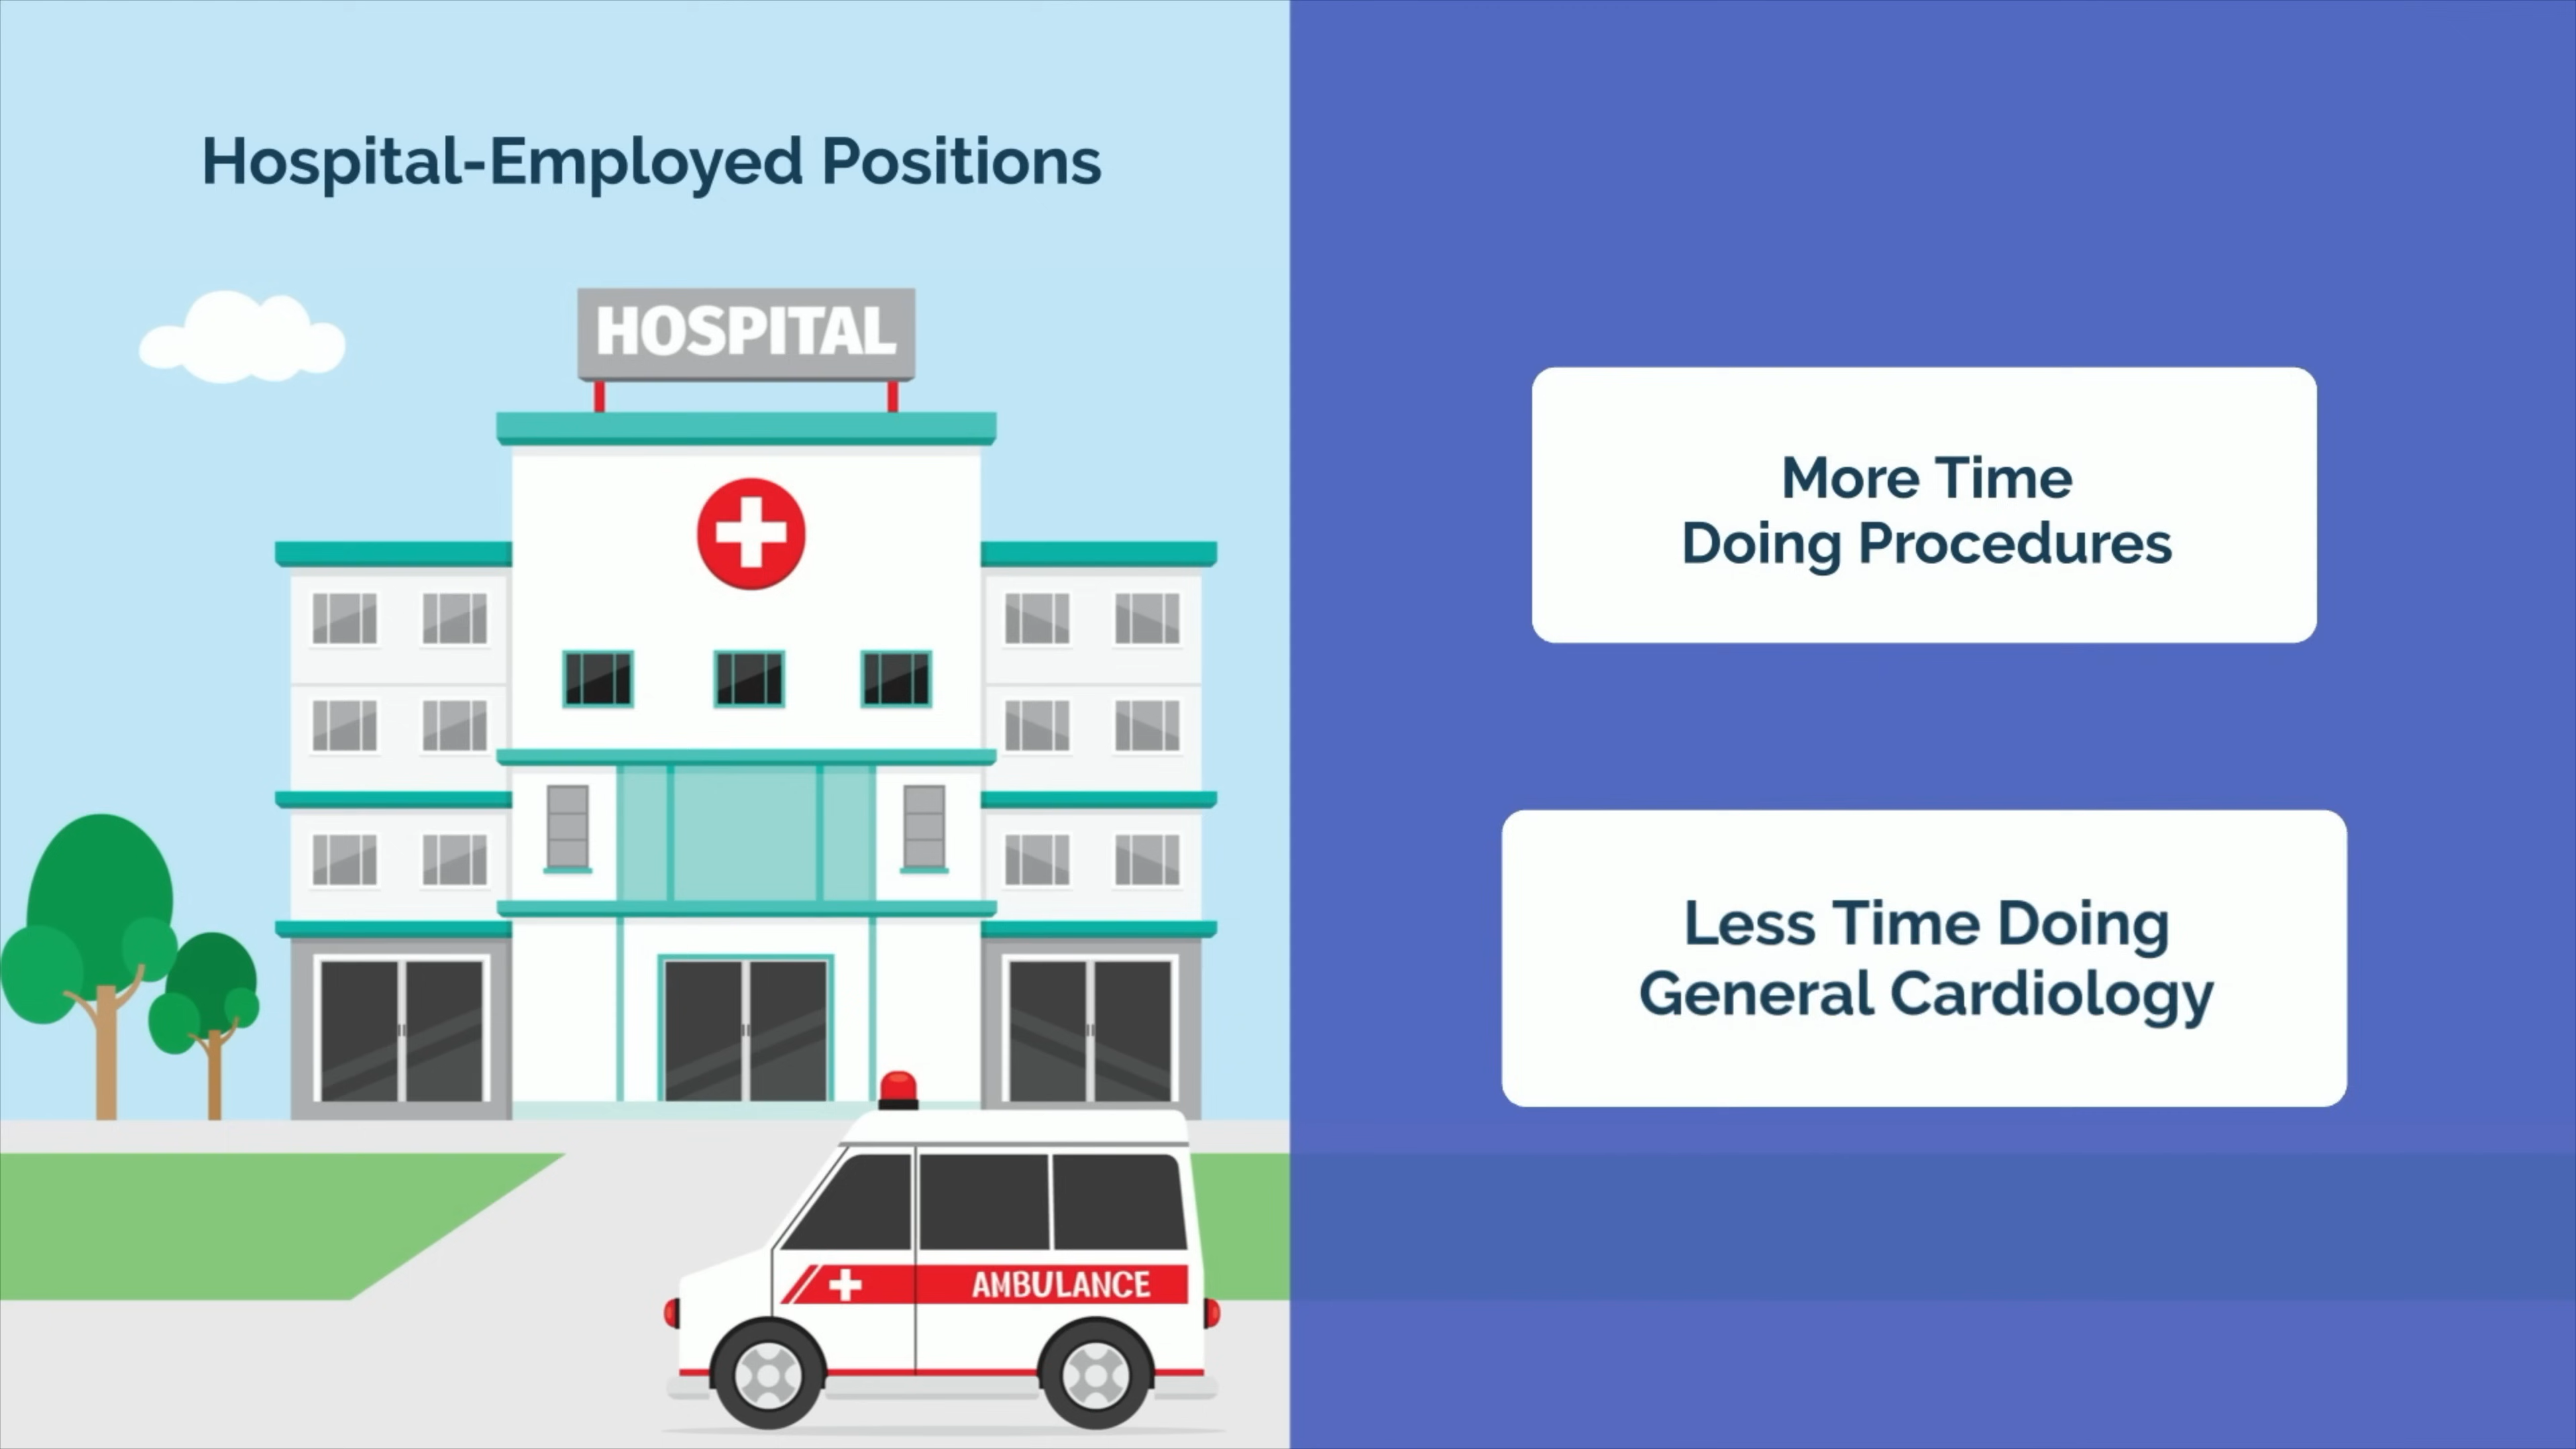 Hospital-Employed Positions
HOSPITAL
AMBULANCE
More Time
Doing Procedures
Less Time Doing
General Cardiology